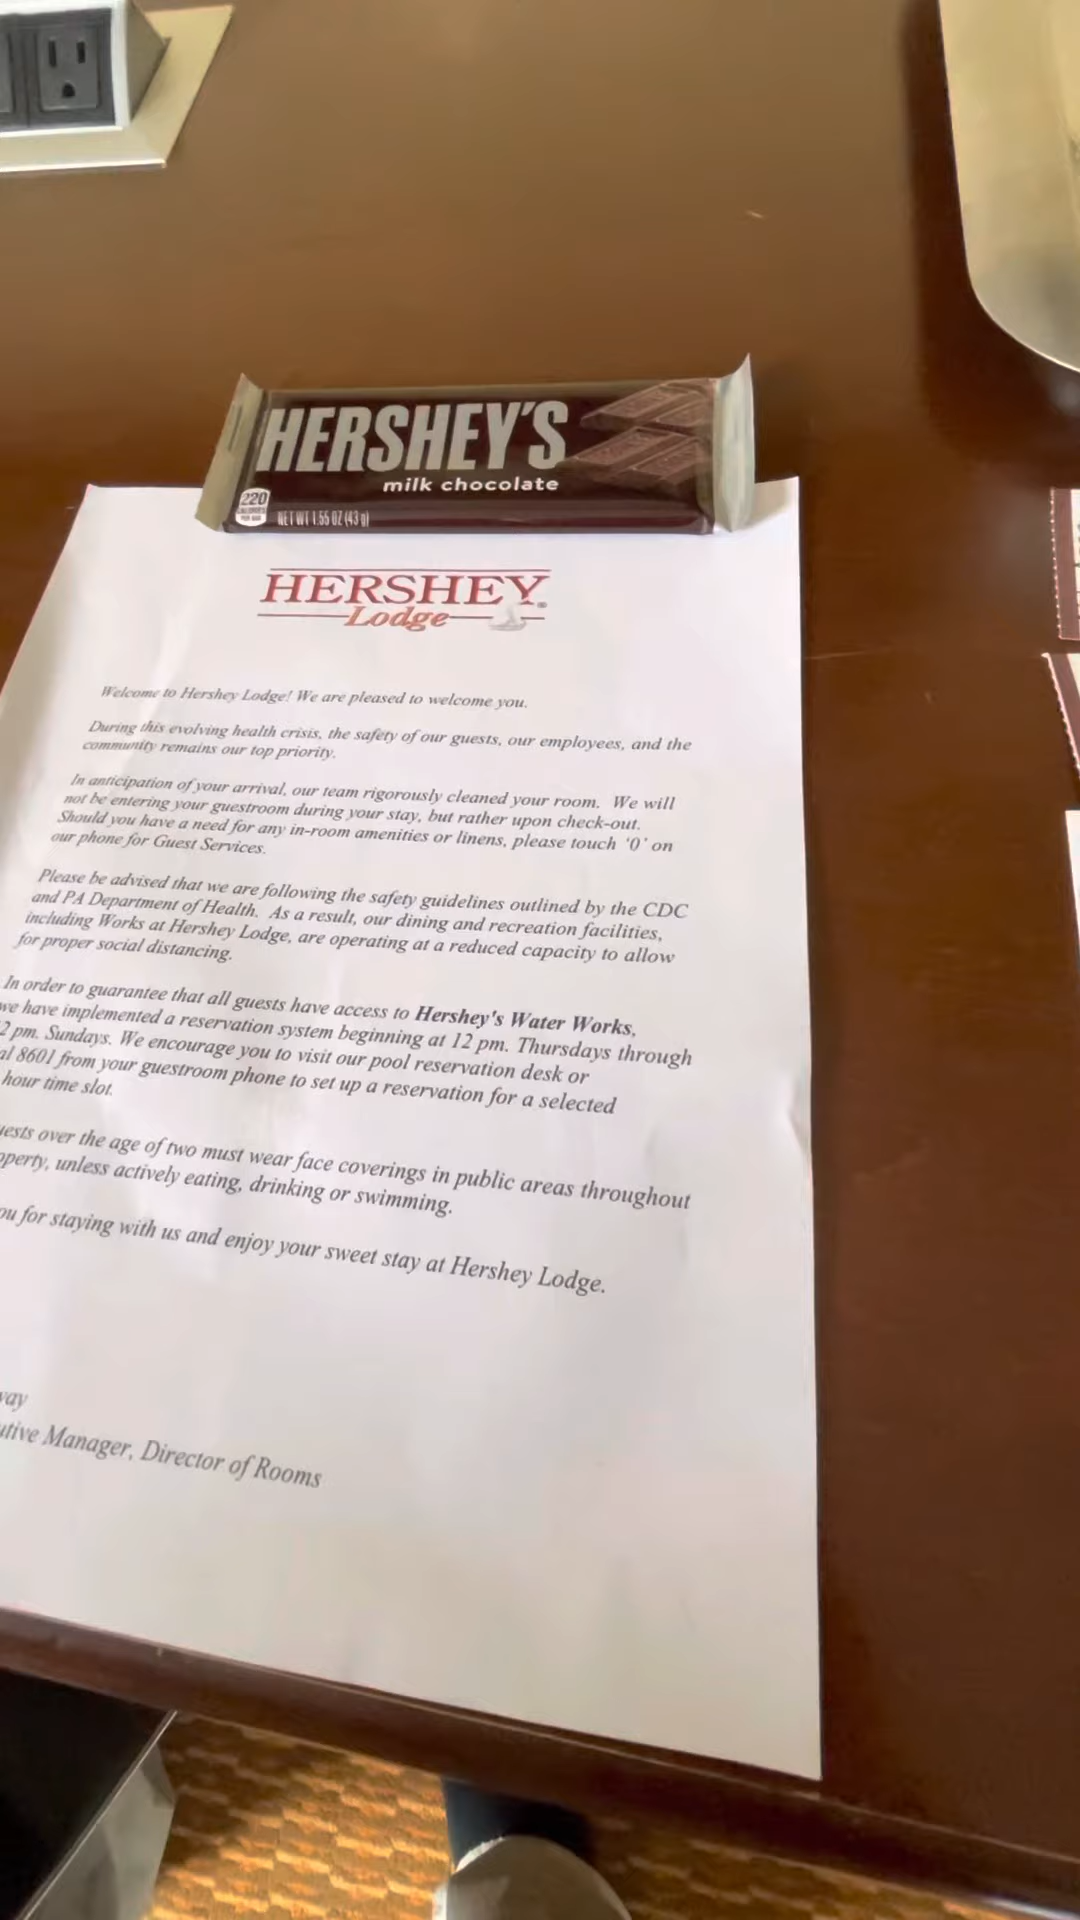 HERSHEY'S
milk chocolate
220
CALORIES
PER BAR
NET WT 1.55 OZ (43 g)
HERSHEY®
Lodge
Welcome to Hershey Lodge! We are pleased to welcome you.
During this evolving health crisis, the safety of our guests, our employees, and the
community remains our top priority.
In anticipation of your arrival, our team rigorously cleaned your room. We will
not be entering your guestroom during your stay, but rather upon check-out.
Should you have a need for any in-room amenities or linens, please touch '0' on
our phone for Guest Services.
Please be advised that we are following the safety guidelines outlined by the CDC
and PA Department of Health. As a result, our dining and recreation facilities,
including Works at Hershey Lodge, are operating at a reduced capacity to allow
for proper social distancing.
In order to guarantee that all guests have access to Hershey's Water Works,
we have implemented a reservation system beginning at 12 pm. Thursdays through
2 pm. Sundays. We encourage you to visit our pool reservation desk or
al 8601 from your guestroom phone to set up a reservation for a selected
hour time slot.
uests over the age of two must wear face coverings in public areas throughout
operty, unless actively eating, drinking or swimming.
ou for staying with us and enjoy your sweet stay at Hershey Lodge.
way
utive Manager, Director of Rooms